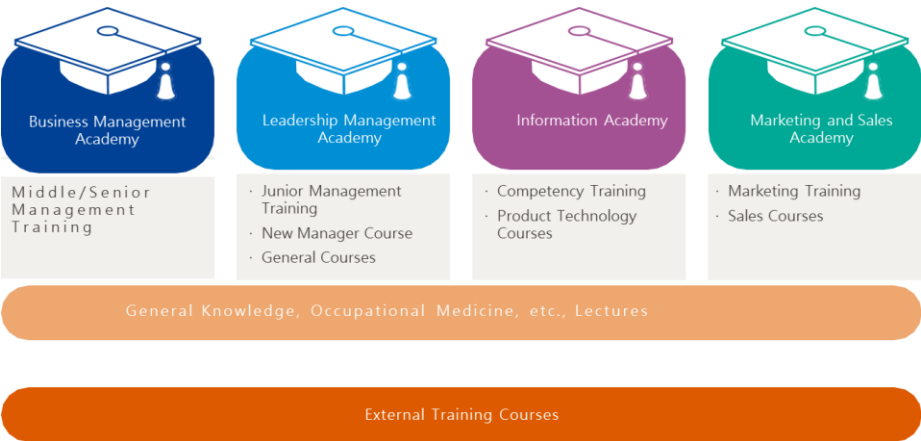 Business Management
Academy
Middle/Senior
Management
Training
Leadership Management
Academy
· Junior Management
Training
· New Manager Course
· General Courses
Information Academy
· Competency Training
· Product Technology
Courses
Marketing and Sales
Academy
· Marketing Training
· Sales Courses
General Knowledge, Occupational Medicine, etc., Lectures
External Training Courses